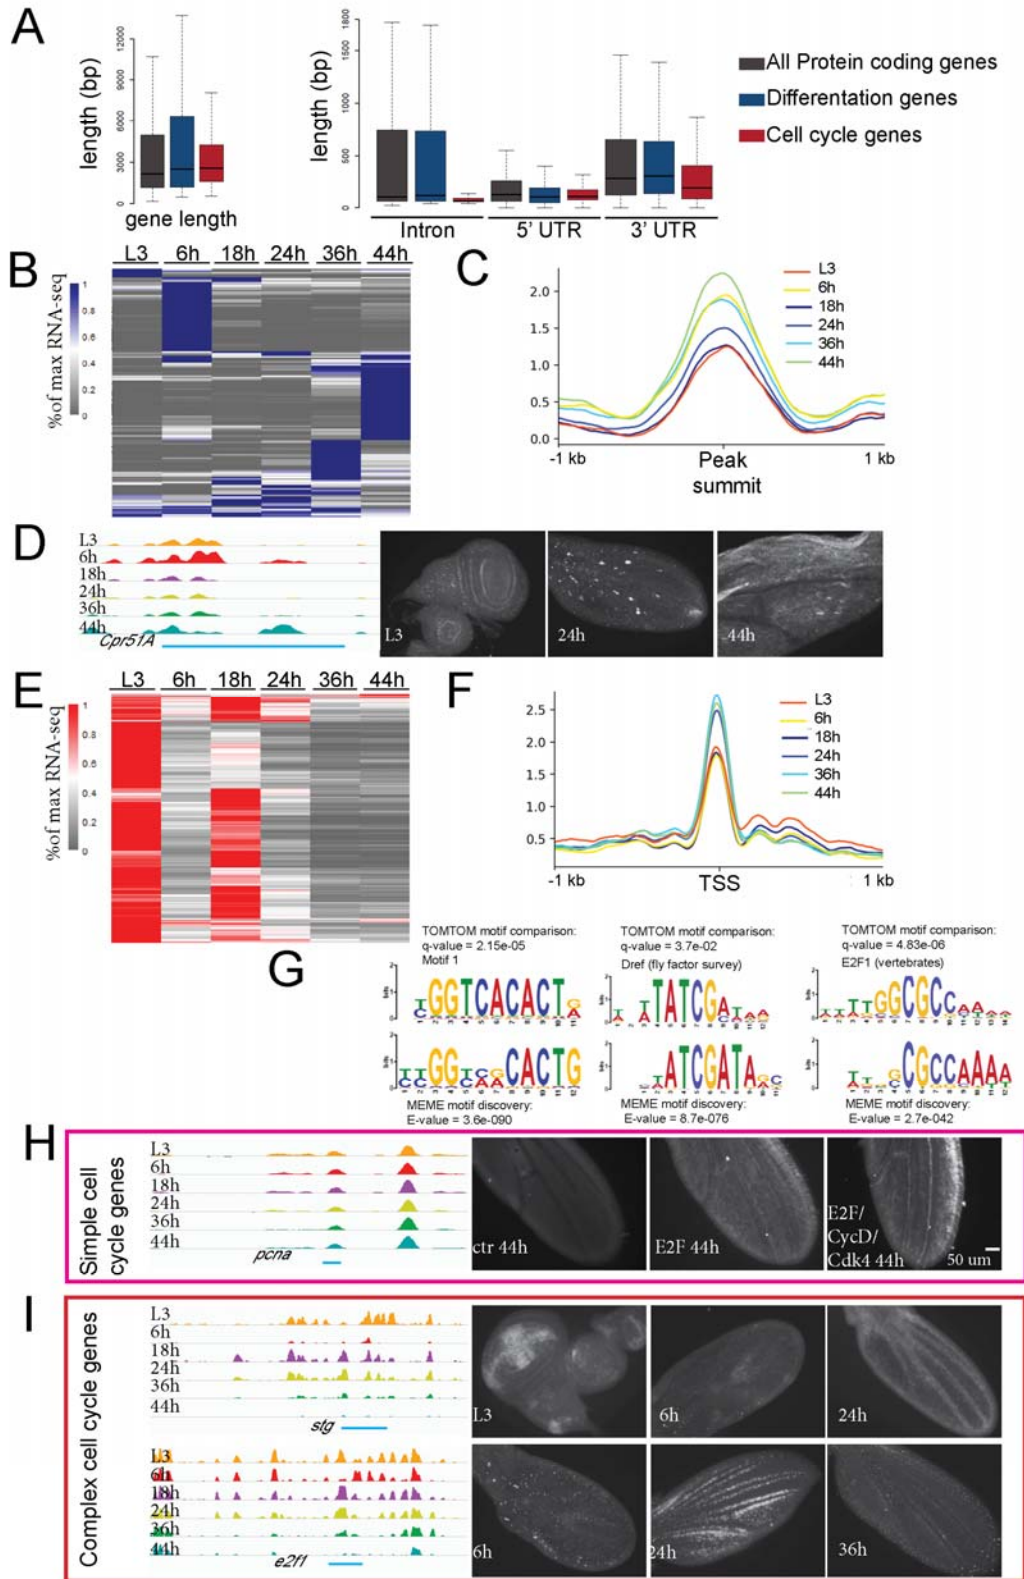 A
length (bp)
0 3000 6000 9000 12000
gene length
length (bp)
0 500 1000 1500 1800
Intron 5' UTR 3' UTR
All Protein coding genes
Differentation genes
Cell cycle genes
B
L3 6h 18h 24h 36h 44h
%of max RNA-seq
1
0.8
0.6
0.4
0.2
0
C
2.0
1.5
1.0
0.5
0.0
-1 kb Peak 1 kb
summit
L3
6h
18h
24h
36h
44h
D
L3
6h
18h
24h
36h
44h
Cpr51A
L3 24h 44h
E
L3 6h 18h 24h 36h 44h
%of max RNA-seq
1
0.8
0.6
0.4
0.2
0
F
2.5
2.0
1.5
1.0
0.5
-1 kb TSS 1 kb
L3
6h
18h
24h
36h
44h
G
TOMTOM motif comparison:
q-value = 2.15e-05
Motif 1
MEME motif discovery:
E-value = 3.6e-090
TOMTOM motif comparison:
q-value = 3.7e-02
Dref (fly factor survey)
MEME motif discovery:
E-value = 8.7e-076
TOMTOM motif comparison:
q-value = 4.83e-06
E2F1 (vertebrates)
MEME motif discovery:
E-value = 2.7e-042
H
Simple cell
cycle genes
L3
6h
18h
24h
36h
44h
pcna
ctr 44h
E2F 44h
E2F/
CycD/
Cdk4 44h
50 um
I
Complex cell cycle genes
L3
6h
18h
24h
36h
44h
stg
L3 6h 24h
L3
6h
18h
24h
36h
44h
e2f1
6h 24h 36h